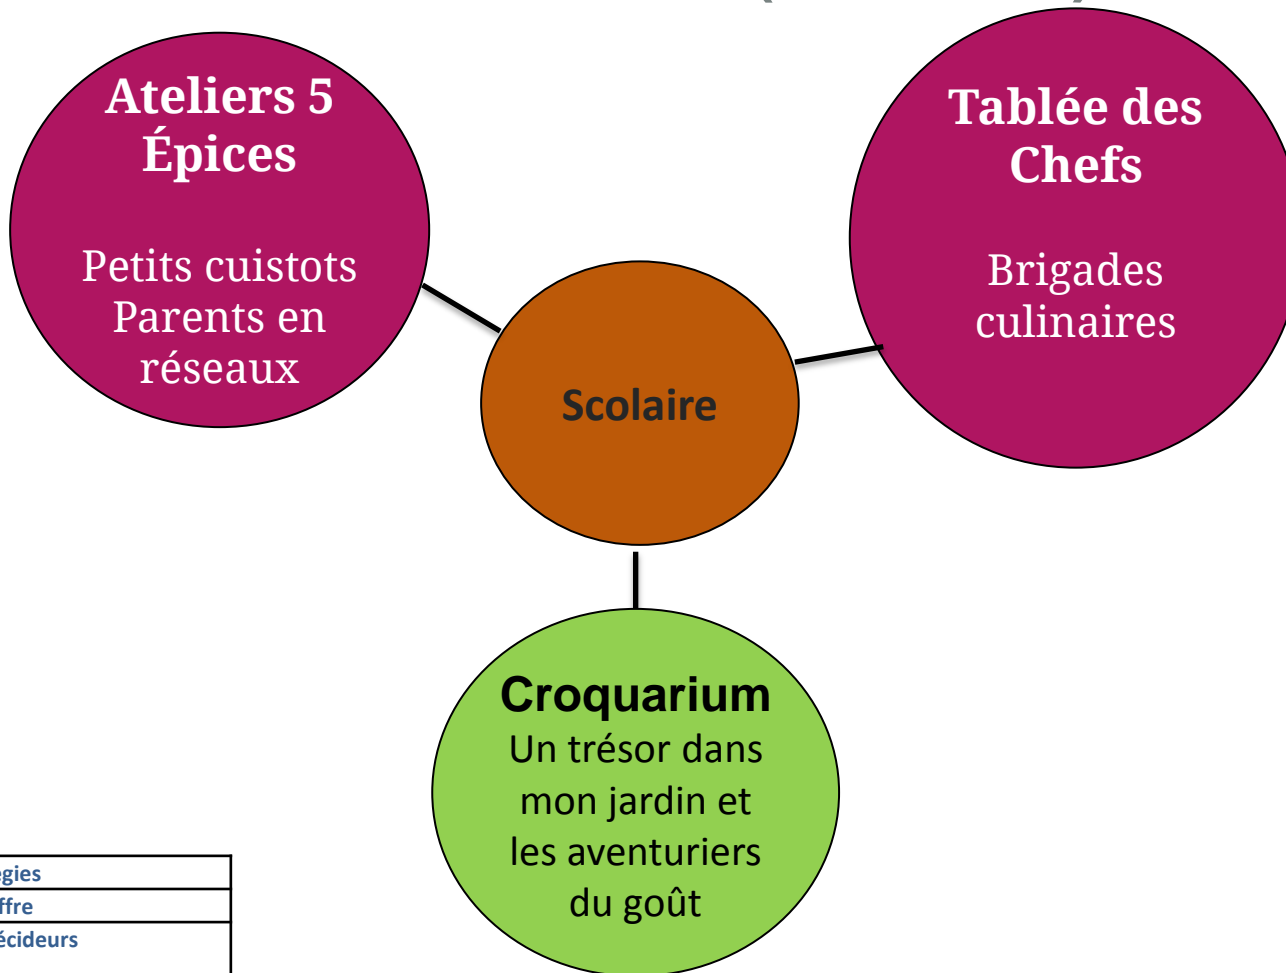 Ateliers 5
Épices
Petits cuistots
Parents en
réseaux
Tablée des
Chefs
Brigades
culinaires
Scolaire
Croquarium
Un trésor dans
mon jardin et
les aventuriers
du goût